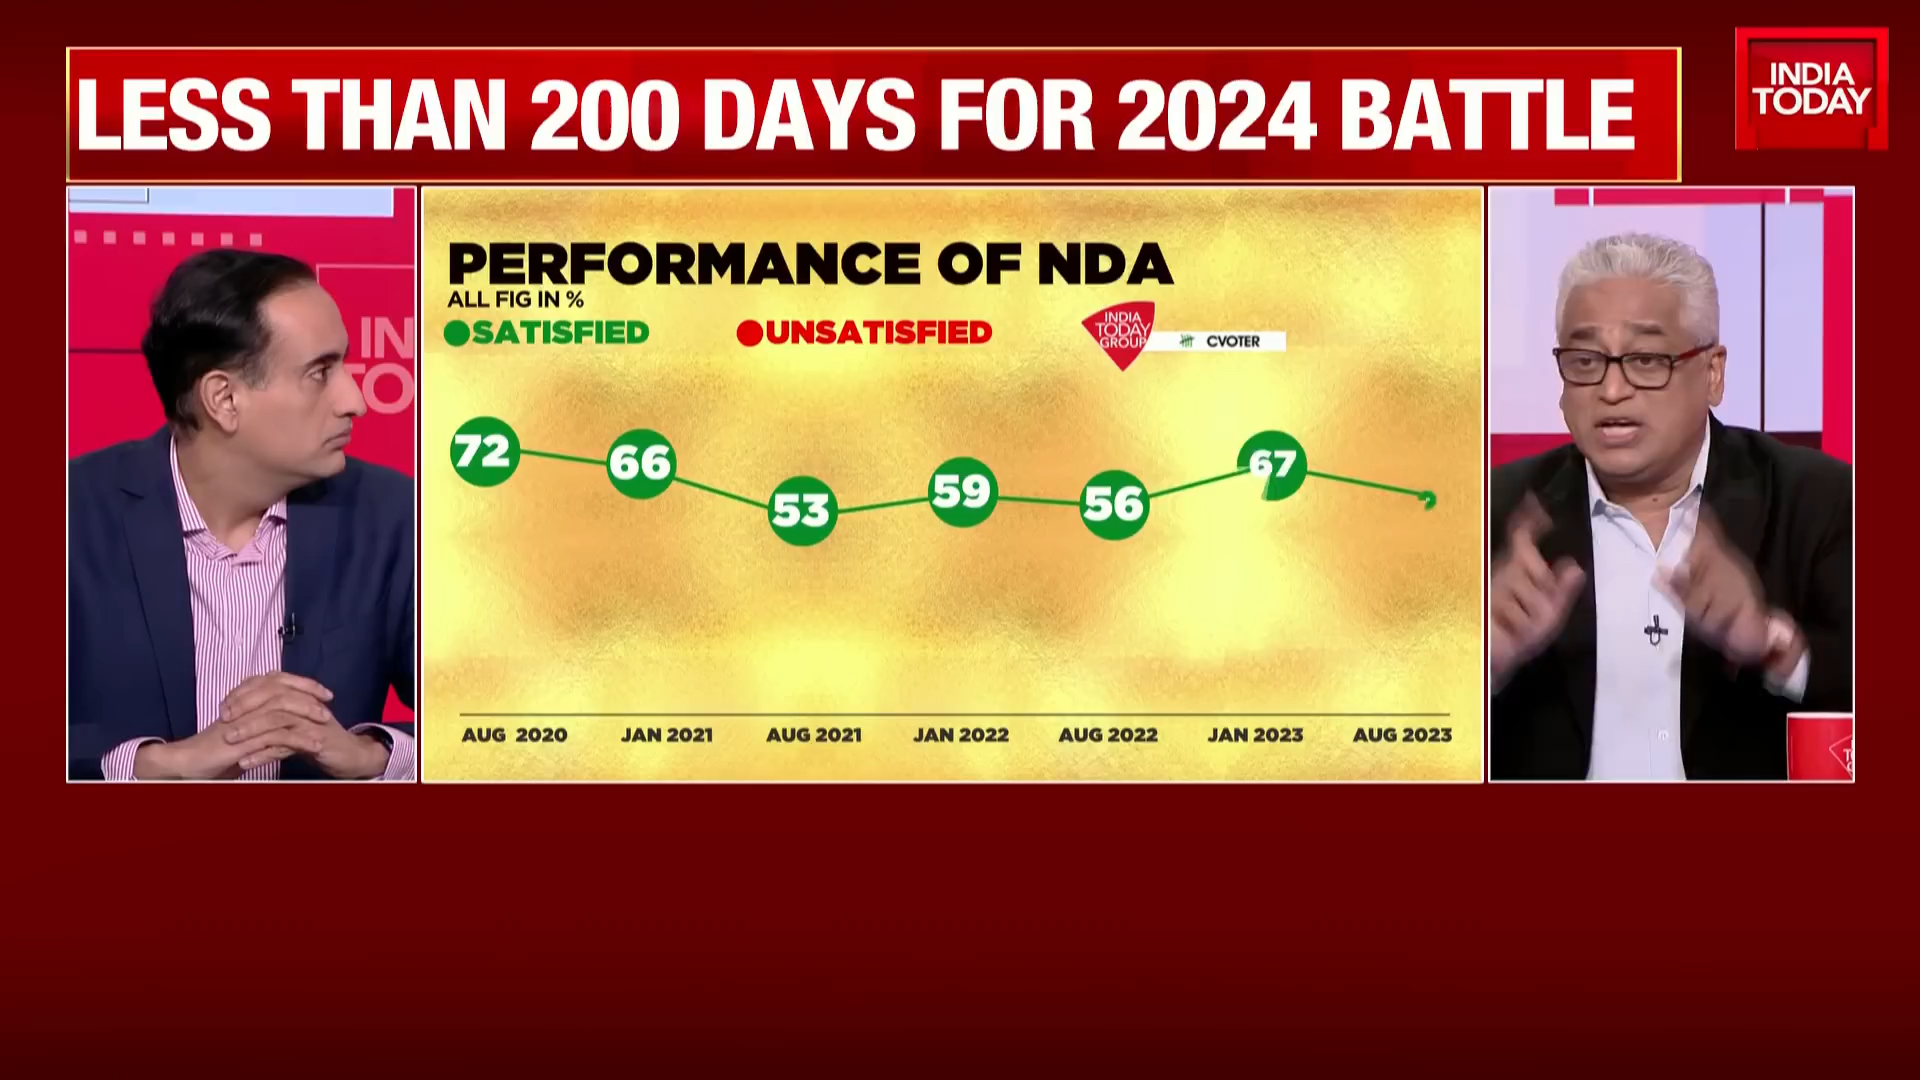 LESS THAN 200 DAYS FOR 2024 BATTLE
INDIA
TODAY
IN
TO
PERFORMANCE OF NDA
ALL FIG IN %
SATISFIED
UNSATISFIED
INDIA
TODAY
GROUP
CVOTER
72
66
53
59
56
67
AUG 2020
JAN 2021
AUG 2021
JAN 2022
AUG 2022
JAN 2023
AUG 2023